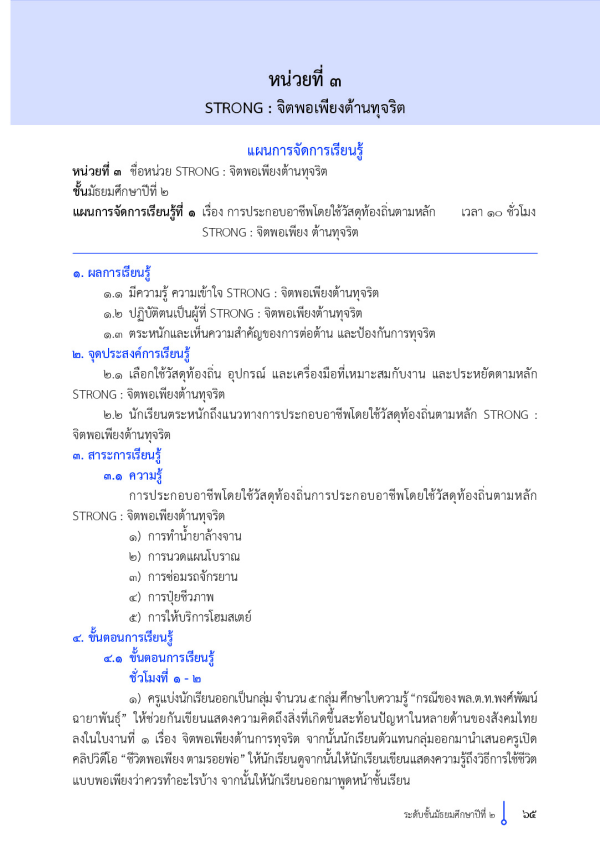 หน่วยที่ ๓
STRONG : จิตพอเพียงต้านทุจริต
แผนการจัดการเรียนรู้
หน่วยที่ ๓ ชื่อหน่วย STRONG : จิตพอเพียงต้านทุจริต
ชั้นมัธยมศึกษาปีที่ ๒
แผนการจัดการเรียนรู้ที่ ๑ เรื่อง การประกอบอาชีพโดยใช้วัสดุท้องถิ่นตามหลัก เวลา ๑๐ ชั่วโมง
STRONG : จิตพอเพียง ต้านทุจริต
๑. ผลการเรียนรู้
๑.๑ มีความรู้ ความเข้าใจ STRONG : จิตพอเพียงต้านทุจริต
๑.๒ ปฏิบัติตนเป็นผู้ที่ STRONG : จิตพอเพียงต้านทุจริต
๑.๓ ตระหนักและเห็นความสำคัญของการต่อต้าน และป้องกันการทุจริต
๒. จุดประสงค์การเรียนรู้
๒.๑ เลือกใช้วัสดุท้องถิ่น อุปกรณ์ และเครื่องมือที่เหมาะสมกับงาน และประหยัดตามหลัก
STRONG : จิตพอเพียงต้านทุจริต
๒.๒ นักเรียนตระหนักถึงแนวทางการประกอบอาชีพโดยใช้วัสดุท้องถิ่นตามหลัก STRONG :
จิตพอเพียงต้านทุจริต
๓. สาระการเรียนรู้
๓.๑ ความรู้
การประกอบอาชีพโดยใช้วัสดุท้องถิ่นการประกอบอาชีพโดยใช้วัสดุท้องถิ่นตามหลัก
STRONG : จิตพอเพียงต้านทุจริต
๑) การทำน้ำยาล้างจาน
๒) การนวดแผนโบราณ
๓) การซ่อมรถจักรยาน
๔) การปุ๋ยชีวภาพ
๕) การให้บริการโฮมสเตย์
๔. ขั้นตอนการเรียนรู้
๔.๑ ขั้นตอนการเรียนรู้
ชั่วโมงที่ ๑ - ๒
๑) ครูแบ่งนักเรียนออกเป็นกลุ่ม จำนวน ๕ กลุ่ม ศึกษาใบความรู้ “กรณีของ พล.ต.ท.พงศ์พัฒน์
ฉายาพันธุ์” ให้ช่วยกันเขียนแสดงความคิดถึงสิ่งที่เกิดขึ้นสะท้อนปัญหาในหลายด้านของสังคมไทย
ลงในใบงานที่ ๑ เรื่อง จิตพอเพียงต้านการทุจริต จากนั้นนักเรียนตัวแทนกลุ่มออกมานำเสนอครูเปิด
คลิปวิดีโอ “ชีวิตพอเพียง ตามรอยพ่อ” ให้นักเรียนดูจากนั้นให้นักเรียนเขียนแสดงความรู้ถึงวิธีการใช้ชีวิต
แบบพอเพียงว่าควรทำอะไรบ้าง จากนั้นให้นักเรียนออกมาพูดหน้าชั้นเรียน
ระดับชั้นมัธยมศึกษาปีที่ ๒ ๖๕